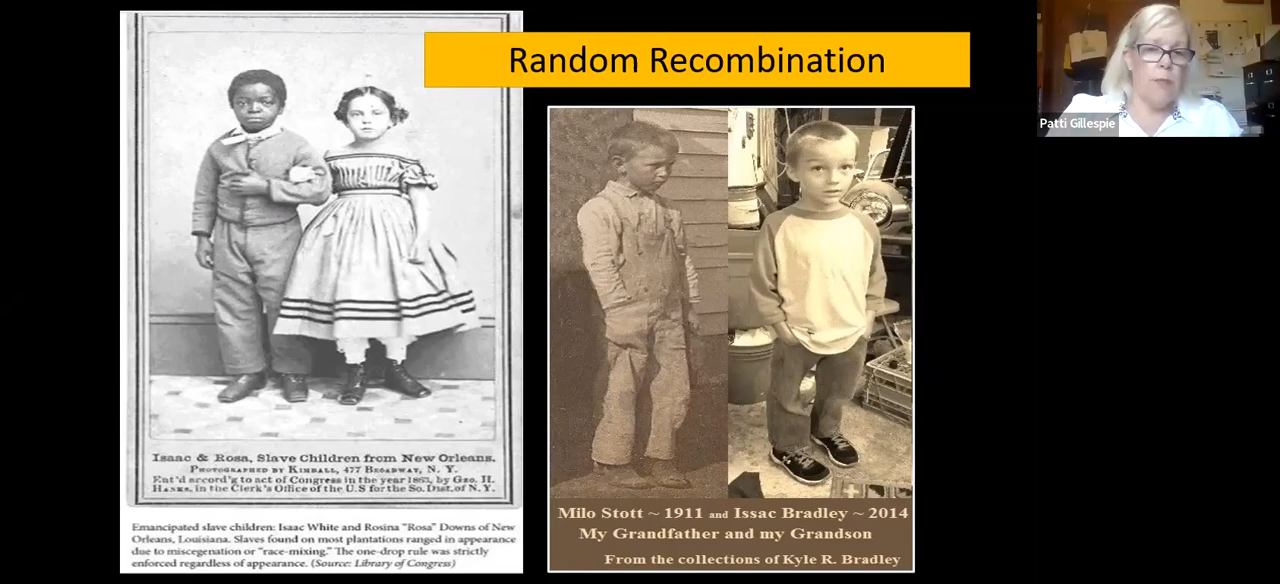 Random Recombination
Patti Gillespie
Isaac & Rosa, Slave Children from New Orleans.
Photographed by Kimball, 477 Broadway, N. Y.
Ent'd accord'g to act of Congress in the year 1863, by Geo. H.
Hanks, in the Clerk's Office of the U.S for the So. Dist. of N.Y.
Emancipated slave children: Isaac White and Rosina "Rosa" Downs of New
Orleans, Louisiana. Slaves found on most plantations ranged in appearance
due to miscegenation or "race-mixing." The one-drop rule was strictly
enforced regardless of appearance. (Source: Library of Congress)
Milo Stott ~ 1911 and Issac Bradley ~ 2014
My Grandfather and my Grandson
From the collections of Kyle R. Bradley